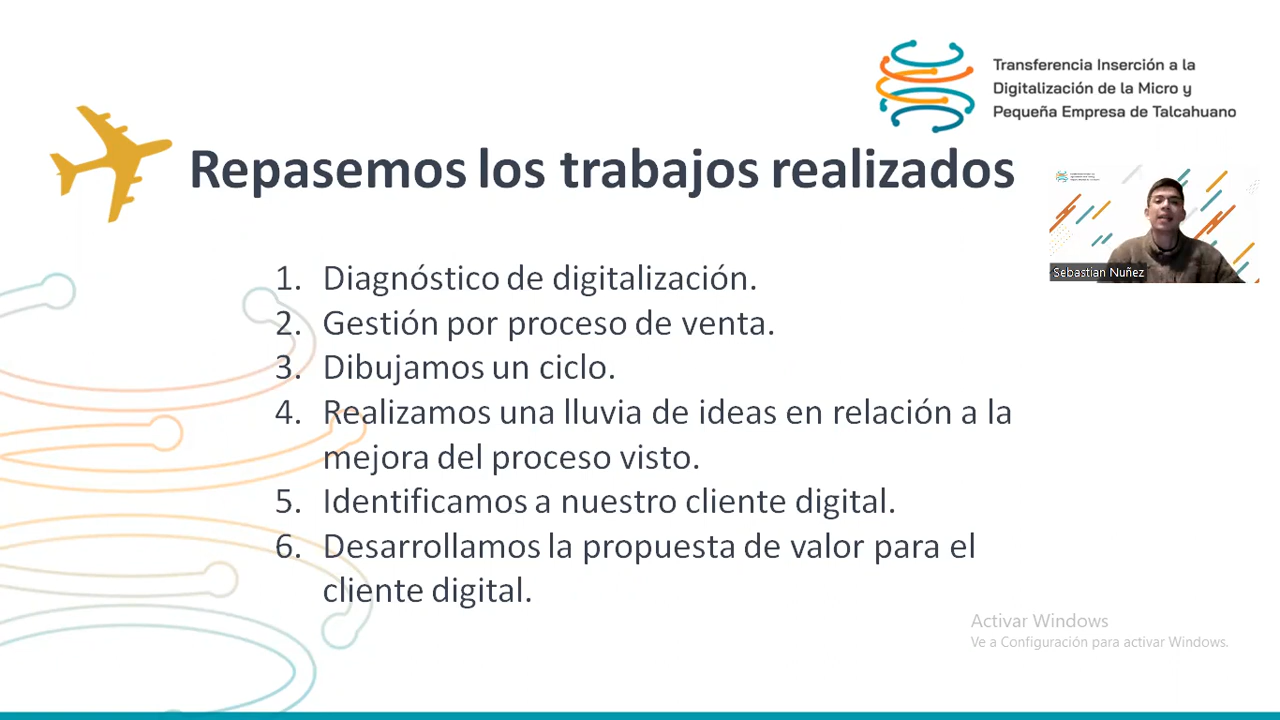 Transferencia Inserción a la
Digitalización de la Micro y
Pequeña Empresa de Talcahuano
Repasemos los trabajos realizados
Sebastian Nuñez
1. Diagnóstico de digitalización.
2. Gestión por proceso de venta.
3. Dibujamos un ciclo.
4. Realizamos una lluvia de ideas en relación a la
mejora del proceso visto.
5. Identificamos a nuestro cliente digital.
6. Desarrollamos la propuesta de valor para el
cliente digital.
Activar Windows
Ve a Configuración para activar Windows.